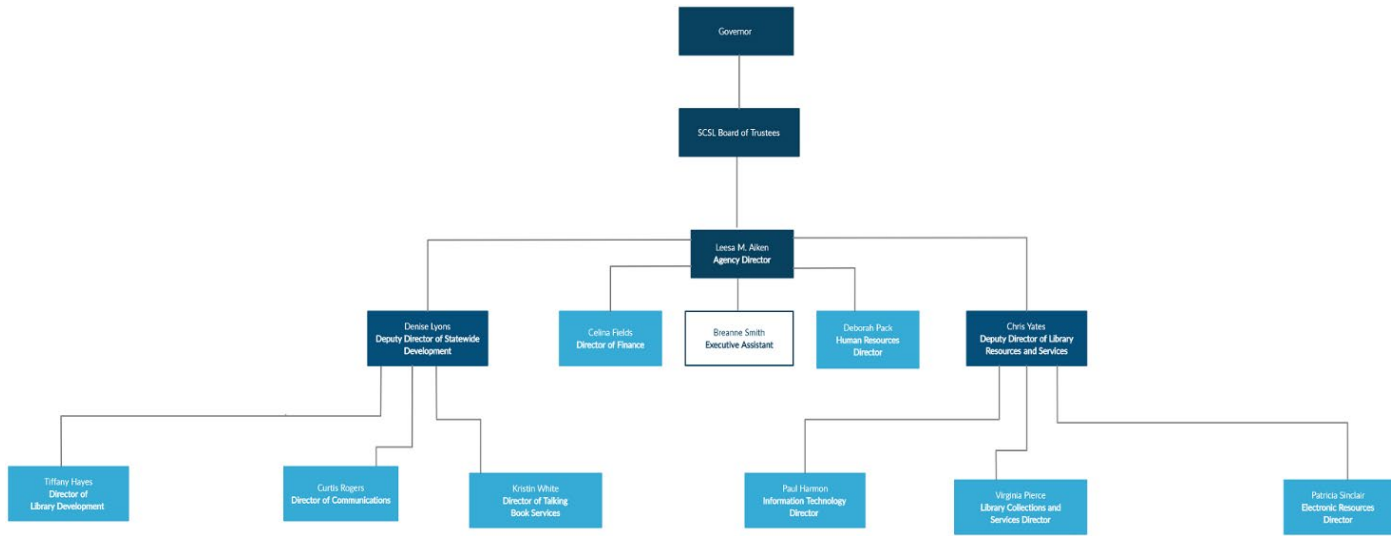 Governor
SCSL Board of Trustees
Leesa M. Aiken
Agency Director
Denise Lyons
Deputy Director of Statewide
Development
Celina Fields
Director of Finance
Breanne Smith
Executive Assistant
Deborah Pack
Human Resources
Director
Chris Yates
Deputy Director of Library
Resources and Services
Tiffany Hayes
Director of
Library Development
Curtis Rogers
Director of Communications
Kristin White
Director of Talking
Book Services
Paul Harmon
Information Technology
Director
Virginia Pierce
Library Collections and
Services Director
Patricia Sinclair
Electronic Resources
Director